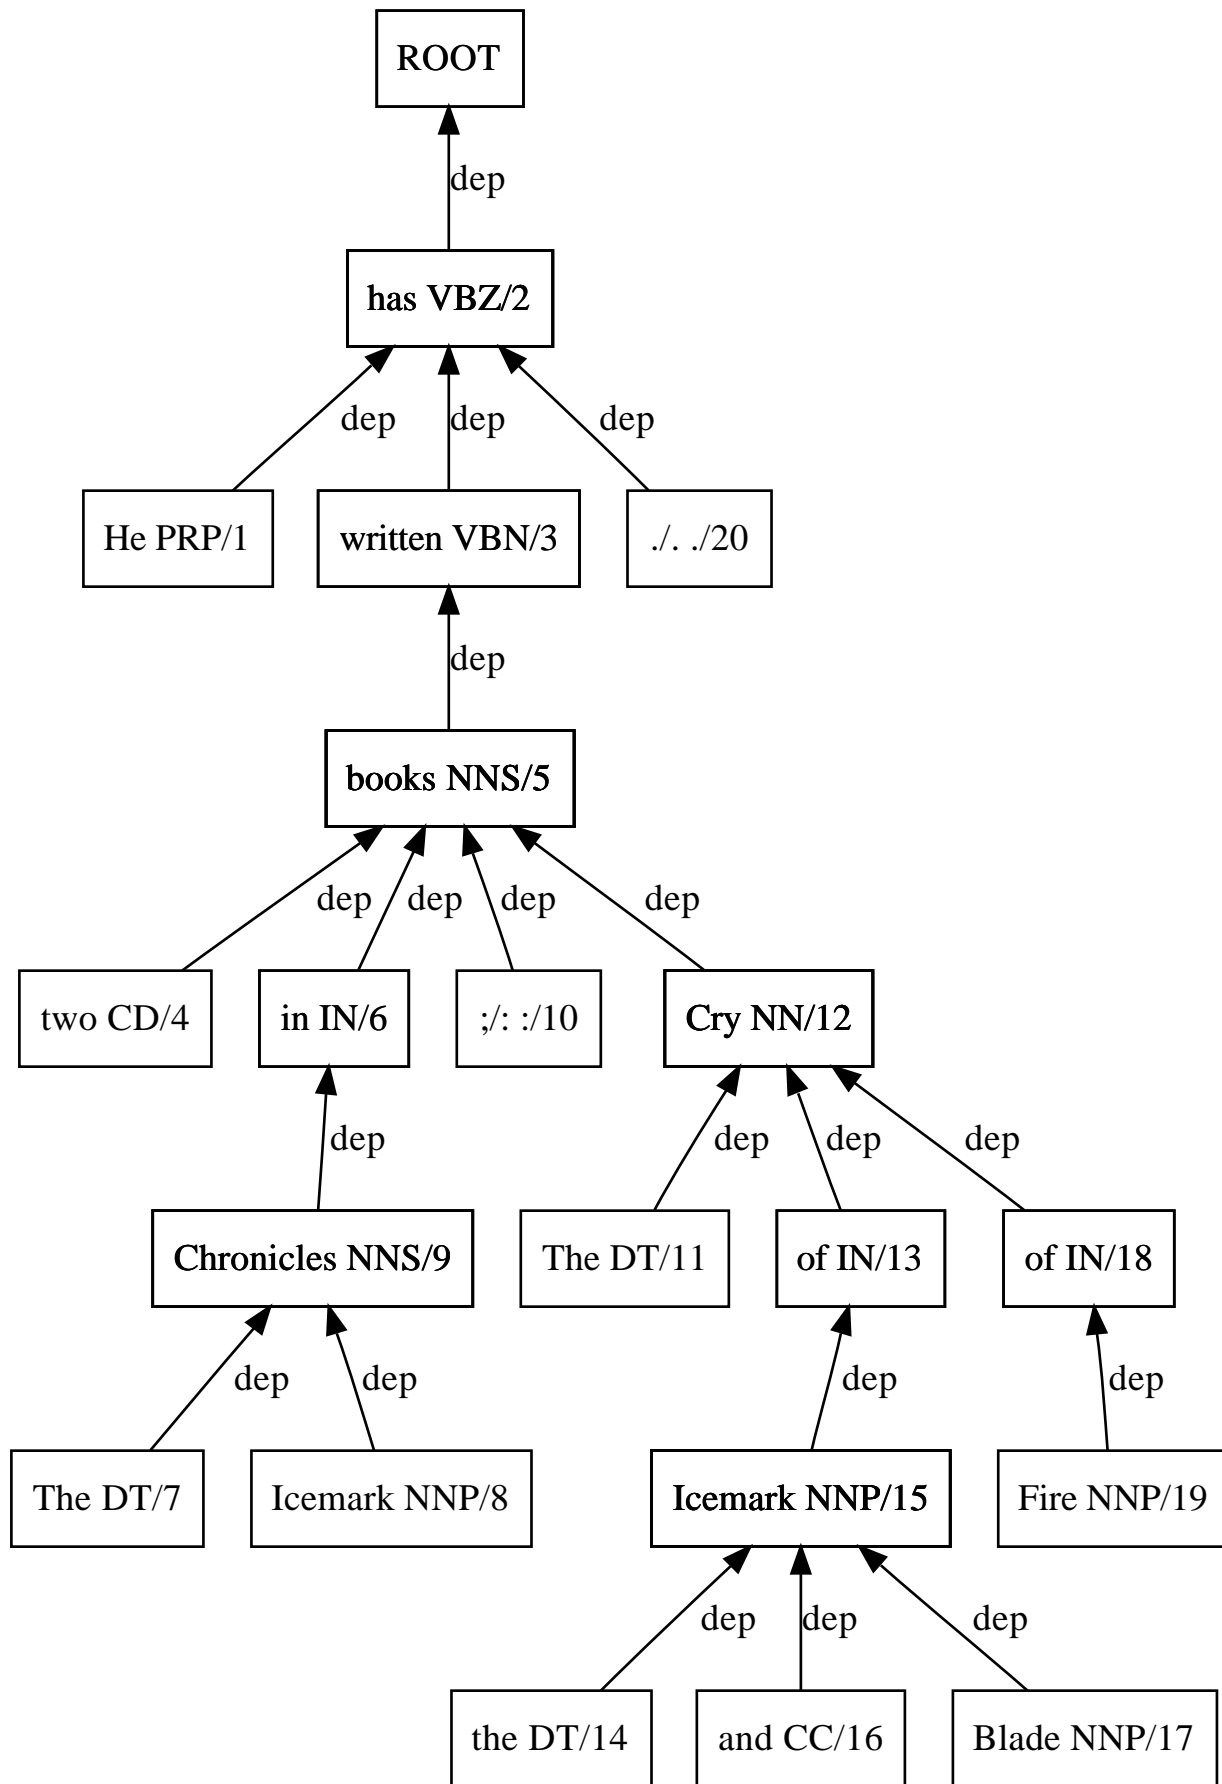 ROOT
dep
has VBZ/2
dep dep dep
He PRP/1 written VBN/3 ./. ./20
dep
books NNS/5
dep dep dep dep
two CD/4 in IN/6 ;/: :/10 Cry NN/12
dep dep dep dep
Chronicles NNS/9 The DT/11 of IN/13 of IN/18
dep dep dep dep
The DT/7 Icemark NNP/8 Icemark NNP/15 Fire NNP/19
dep dep dep
the DT/14 and CC/16 Blade NNP/17